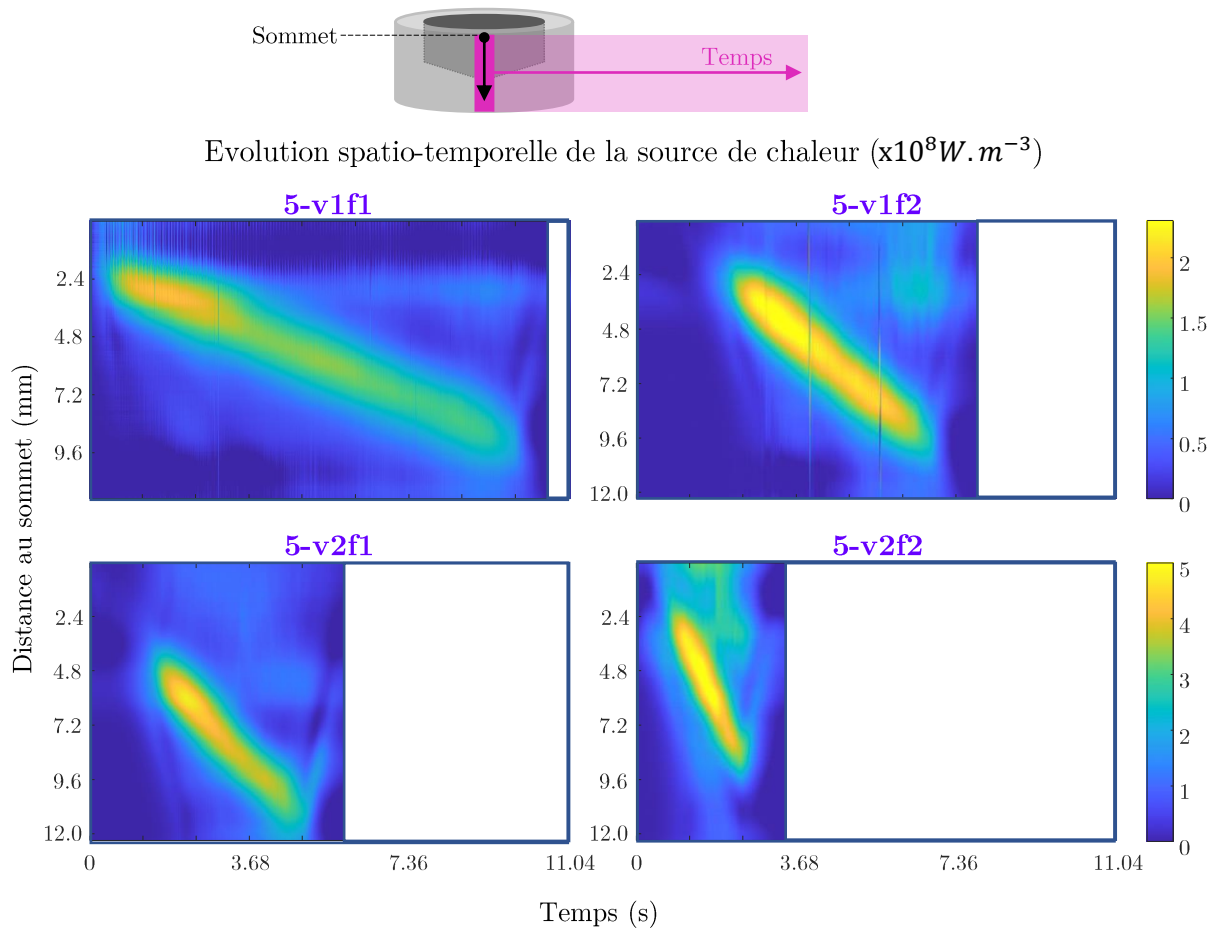 Sommet
Temps
Evolution spatio-temporelle de la source de chaleur (x10⁸W.m⁻³)
5-v1f1
5-v1f2
2.4
4.8
7.2
9.6
2.4
4.8
7.2
9.6
12.0
2
1.5
1
0.5
0
Distance au sommet (mm)
5-v2f1
5-v2f2
2.4
4.8
7.2
9.6
12.0
2.4
4.8
7.2
9.6
12.0
5
4
3
2
1
0
0 3.68 7.36 11.04
0 3.68 7.36 11.04
Temps (s)